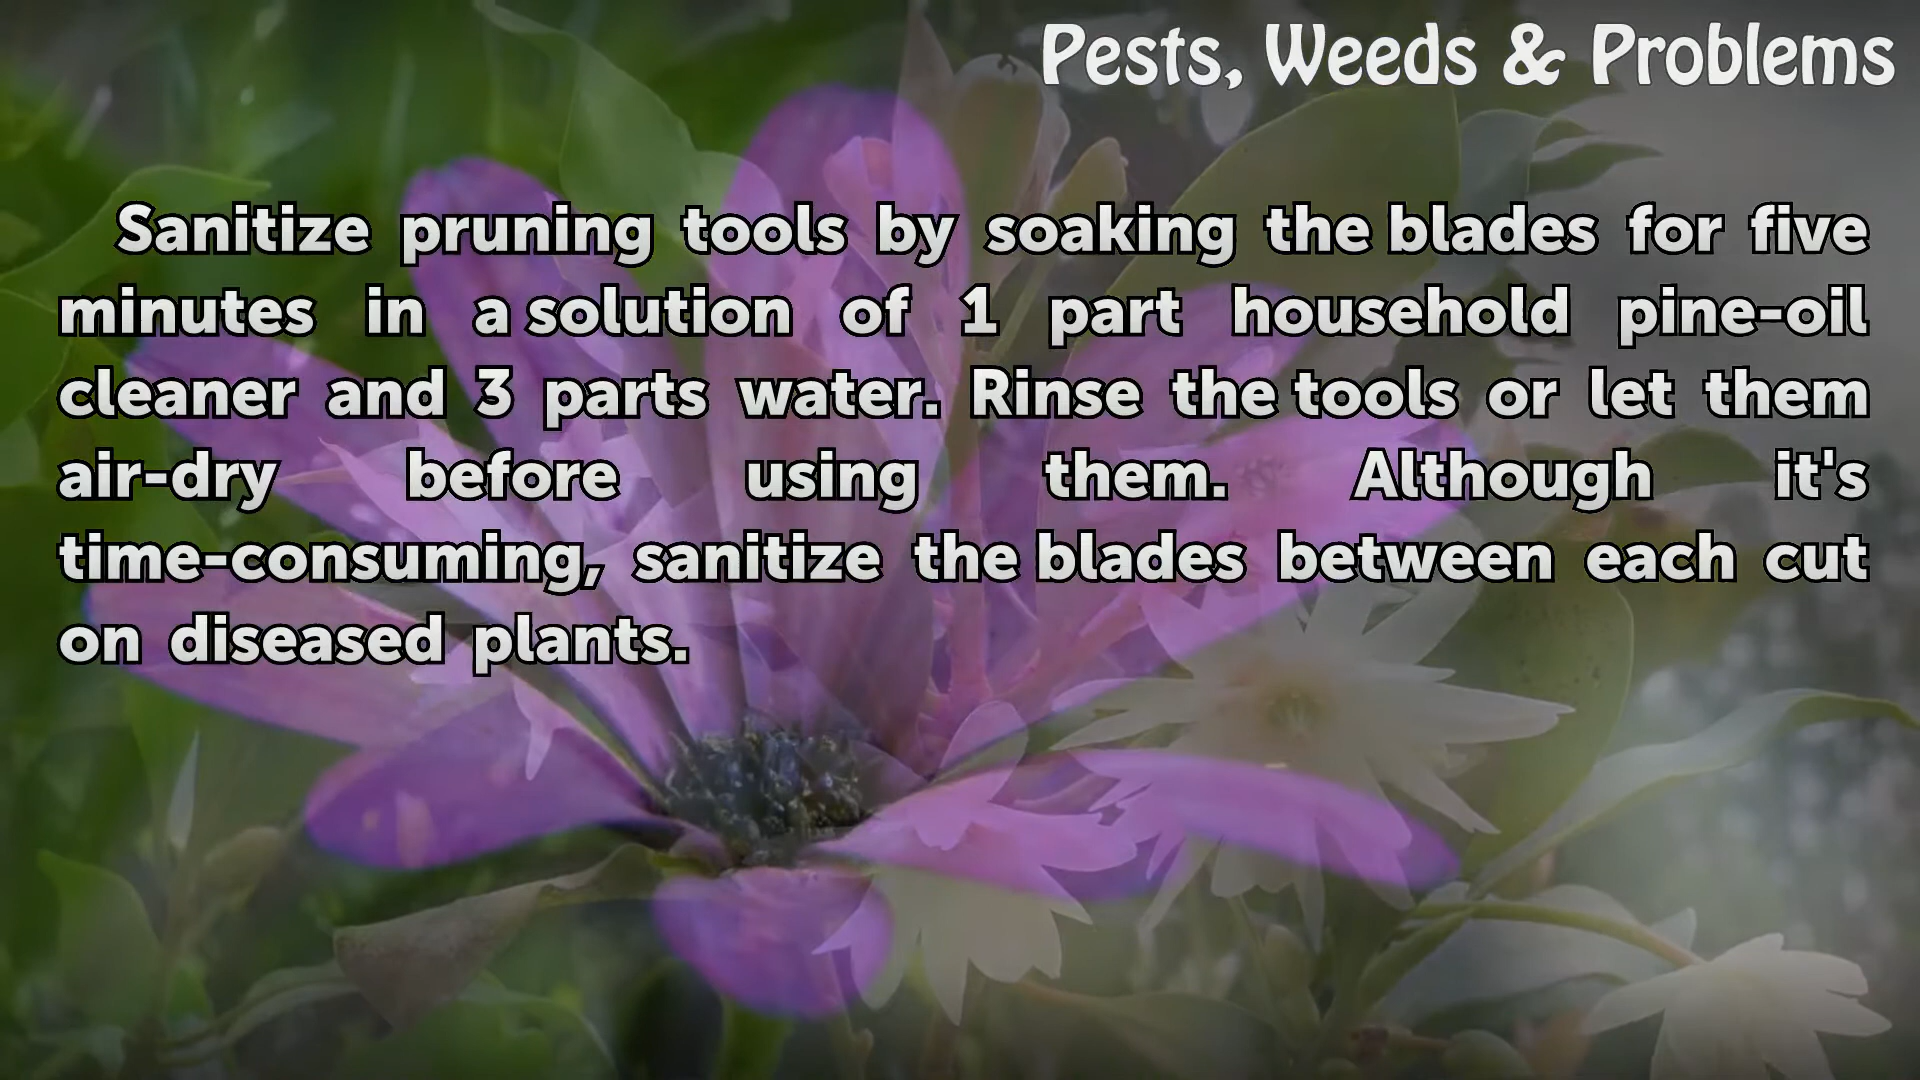 Pests, Weeds & Problems
Sanitize pruning tools by soaking the blades for five
minutes in a solution of 1 part household pine-oil
cleaner and 3 parts water. Rinse the tools or let them
air-dry before using them. Although it's
time-consuming, sanitize the blades between each cut
on diseased plants.